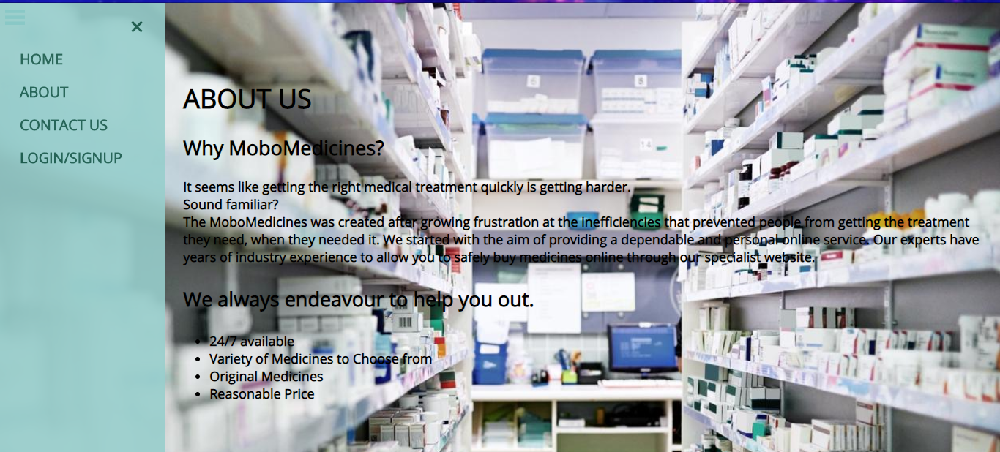 ×
HOME
ABOUT
CONTACT US
LOGIN/SIGNUP
ABOUT US
Why MoboMedicines?
It seems like getting the right medical treatment quickly is getting harder.
Sound familiar?
The MoboMedicines was created after growing frustration at the inefficiencies that prevented people from getting the treatment
they need, when they needed it. We started with the aim of providing a dependable and personal online service. Our experts have
years of industry experience to allow you to safely buy medicines online through our specialist website.
We always endeavour to help you out.
• 24/7 available
• Variety of Medicines to Choose from
• Original Medicines
• Reasonable Price
14